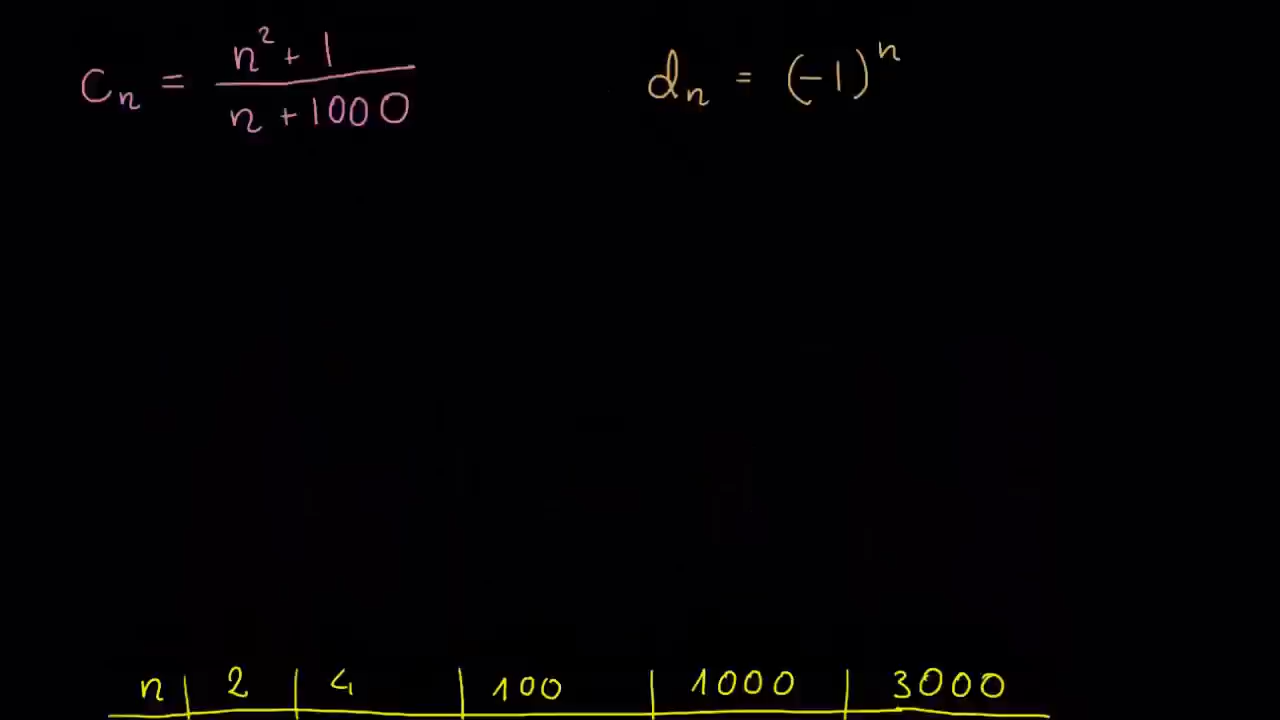 Cₙ = (n² + 1) / (n + 1000)
dₙ = (-1)ⁿ
n | 2 | 4 | 100 | 1000 | 3000